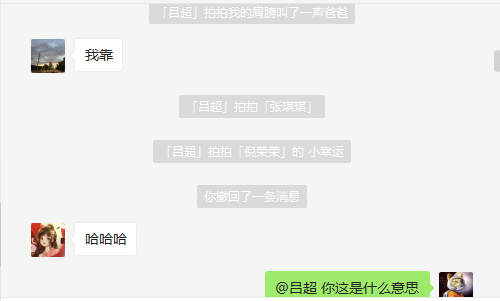 「吕超」拍拍我的肩膀叫了一声爸爸
我靠
「吕超」拍拍「张琪琪」
「吕超」拍拍「倪荣荣」的 小幸运
你撤回了一条消息
哈哈哈
@吕超 你这是什么意思